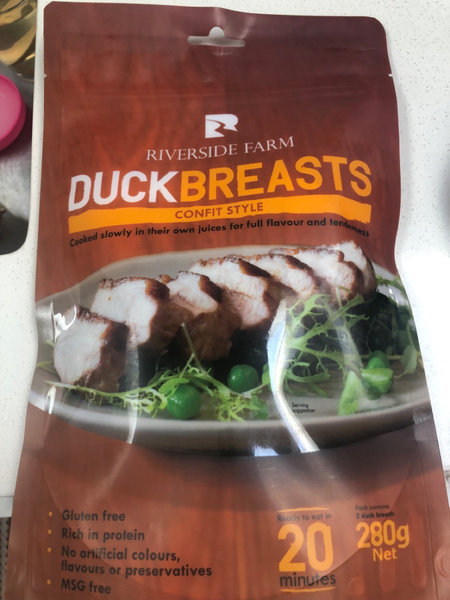 RIVERSIDE FARM
DUCKBREASTS
CONFIT STYLE
Cooked slowly in their own juices for full flavour and tenderness
Serving
suggestion
• Gluten free
• Rich in protein
• No artificial colours,
flavours or preservatives
• MSG free
Ready to eat in
20
minutes
Pack contains
2 duck breasts
280g
Net